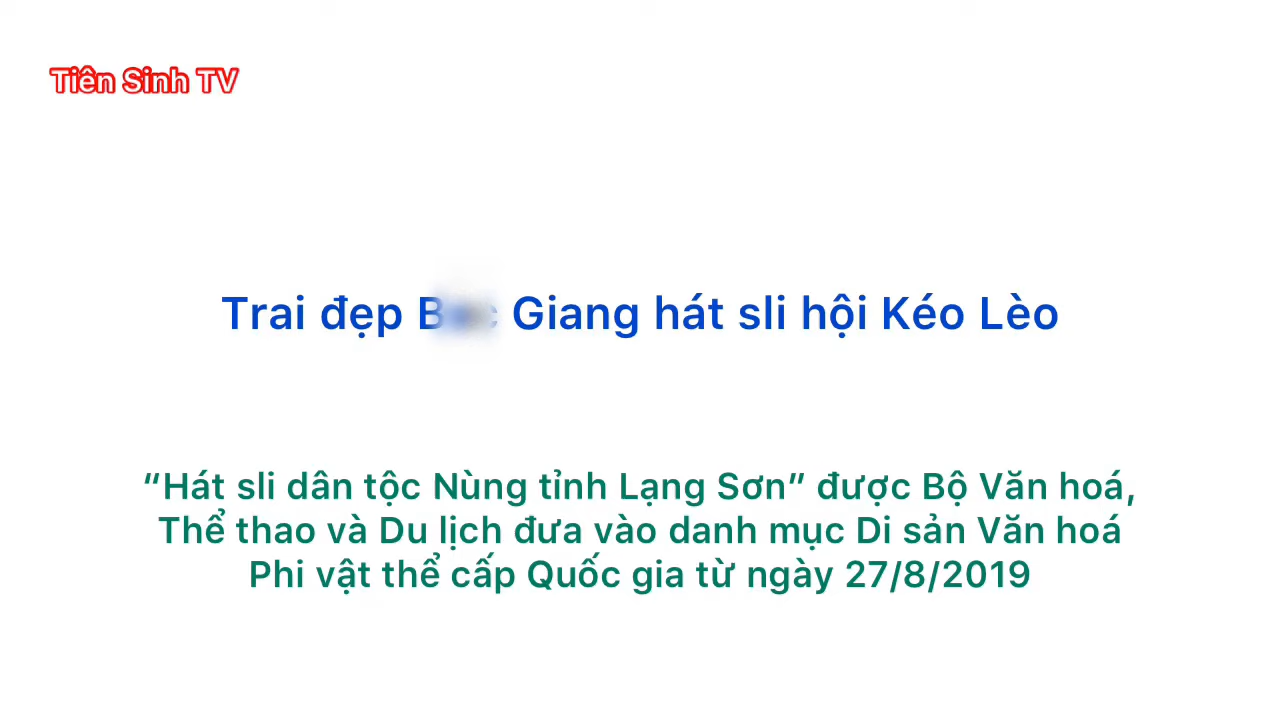 Tiên Sinh TV
Trai đẹp Giang hát sli hội Kéo Lèo
“Hát sli dân tộc Nùng tỉnh Lạng Sơn” được Bộ Văn hoá,
Thể thao và Du lịch đưa vào danh mục Di sản Văn hoá
Phi vật thể cấp Quốc gia từ ngày 27/8/2019